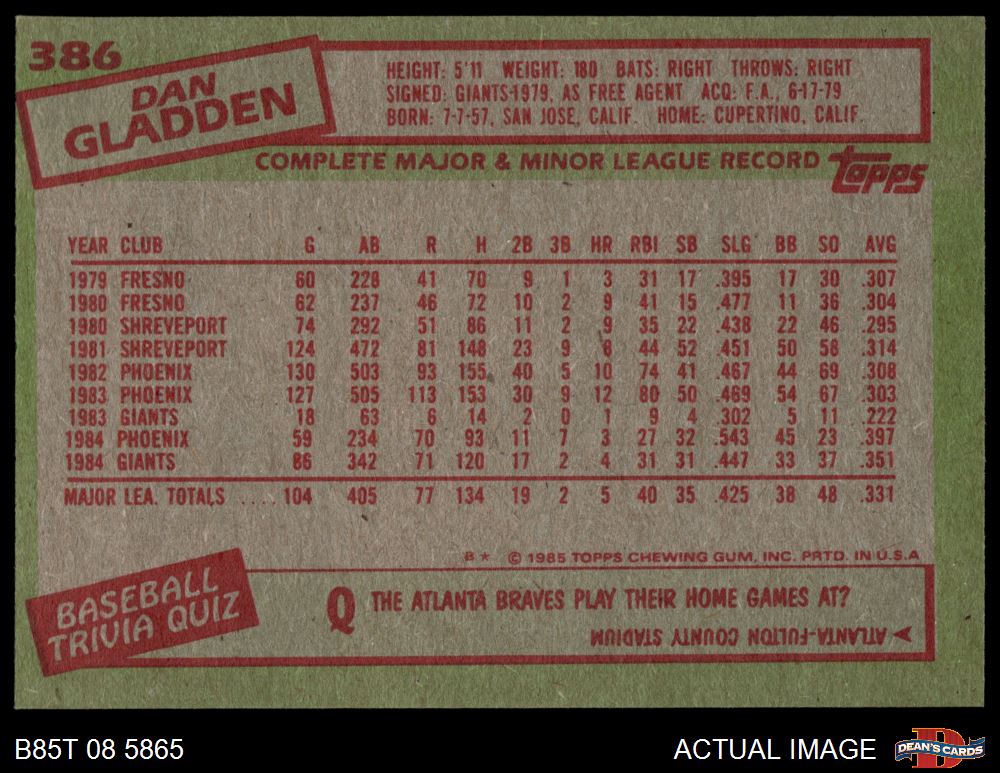 386
DAN
GLADDEN
HEIGHT: 5'11 WEIGHT: 180 BATS: RIGHT THROWS: RIGHT
SIGNED: GIANTS-1979, AS FREE AGENT ACQ: F.A., 6-17-79
BORN: 7-7-57, SAN JOSE, CALIF. HOME: CUPERTINO, CALIF.
COMPLETE MAJOR & MINOR LEAGUE RECORD topps
YEAR CLUB G AB R H 2B 3B HR RBI SB SLG BB SO AVG
1979 FRESNO 60 228 41 70 9 1 3 31 17 .395 17 30 .307
1980 FRESNO 62 237 46 72 10 2 9 41 15 .477 11 36 .304
1980 SHREVEPORT 74 292 51 86 11 2 9 35 22 .438 22 46 .295
1981 SHREVEPORT 124 472 81 148 23 9 8 44 52 .451 50 58 .314
1982 PHOENIX 130 503 93 155 40 5 10 74 41 .467 44 69 .308
1983 PHOENIX 127 505 113 153 30 9 12 80 50 .469 54 67 .303
1983 GIANTS 18 63 6 14 2 0 1 9 4 .302 5 11 .222
1984 PHOENIX 59 234 70 93 11 7 3 27 32 .543 45 23 .397
1984 GIANTS 86 342 71 120 17 2 4 31 31 .447 33 37 .351
MAJOR LEA. TOTALS .... 104 405 77 134 19 2 5 40 35 .425 38 48 .331
B* © 1985 TOPPS CHEWING GUM, INC. PRTD. IN U.S.A
BASEBALL
TRIVIA QUIZ
Q THE ATLANTA BRAVES PLAY THEIR HOME GAMES AT?
ATLANTA-FULTON COUNTY STADIUM
B85T 08 5865
ACTUAL IMAGE
D
DEAN'S CARDS